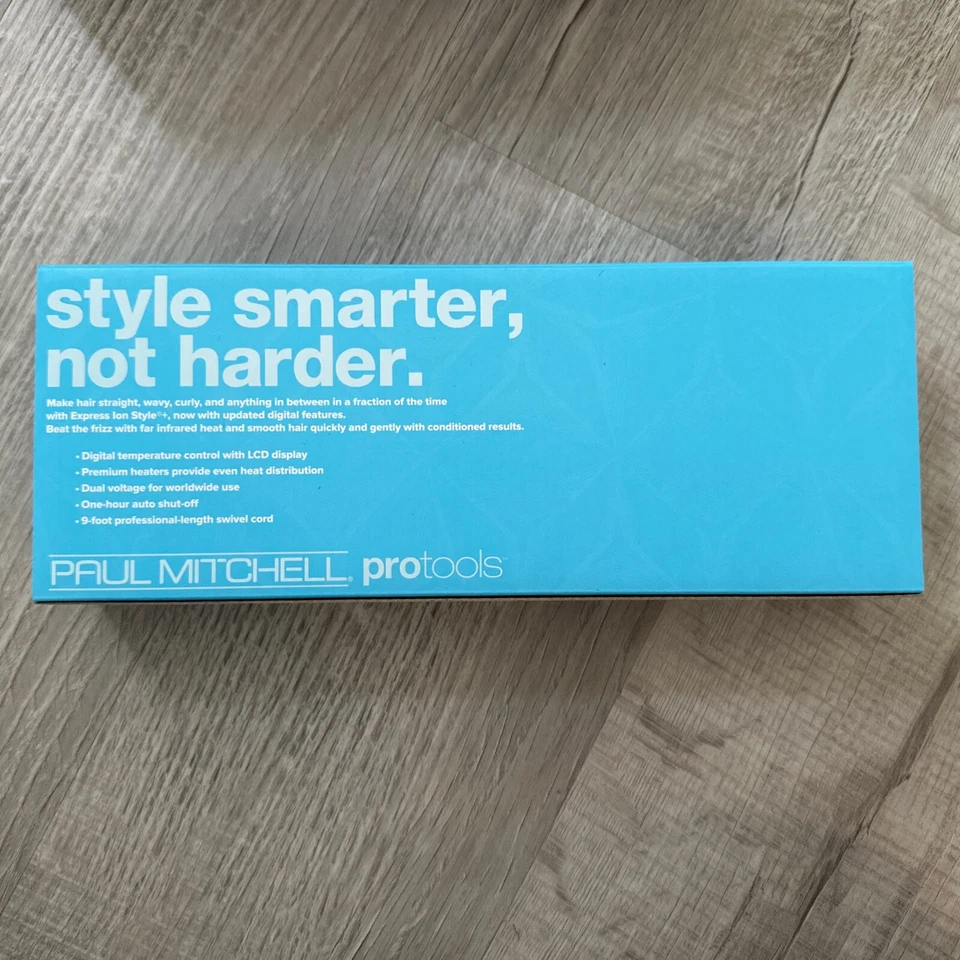 style smarter,
not harder.
Make hair straight, wavy, curly, and anything in between in a fraction of the time
with Express Ion Style®+, now with updated digital features.
Beat the frizz with far infrared heat and smooth hair quickly and gently with conditioned results.
• Digital temperature control with LCD display
• Premium heaters provide even heat distribution
• Dual voltage for worldwide use
• One-hour auto shut-off
• 9-foot professional-length swivel cord
PAUL MITCHELL® protools™